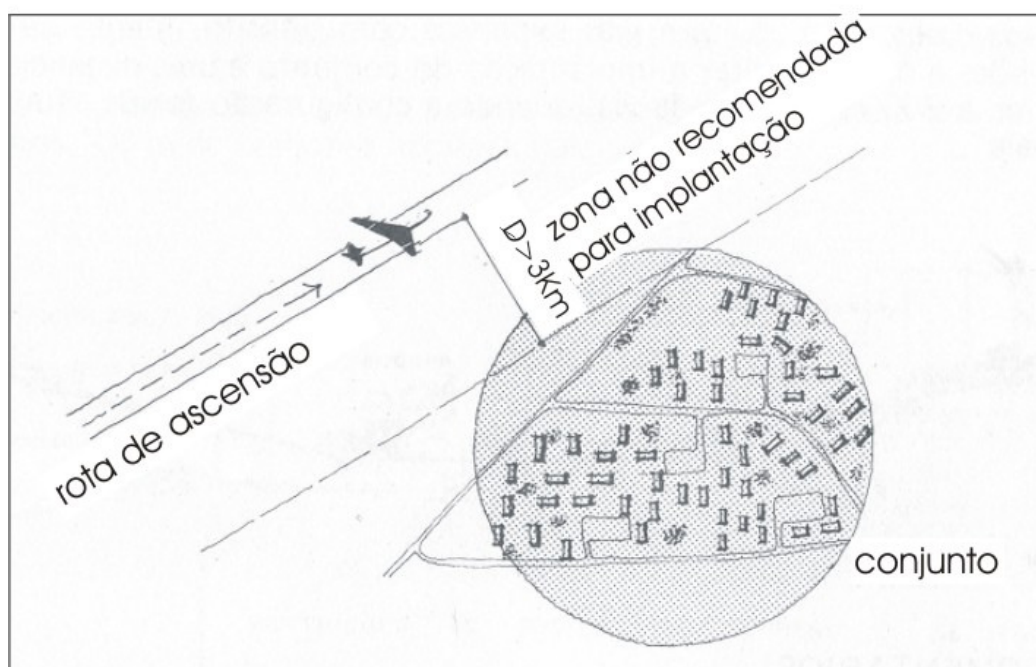 zona não recomendada
para implantação
D>3Km
rota de ascensão
conjunto